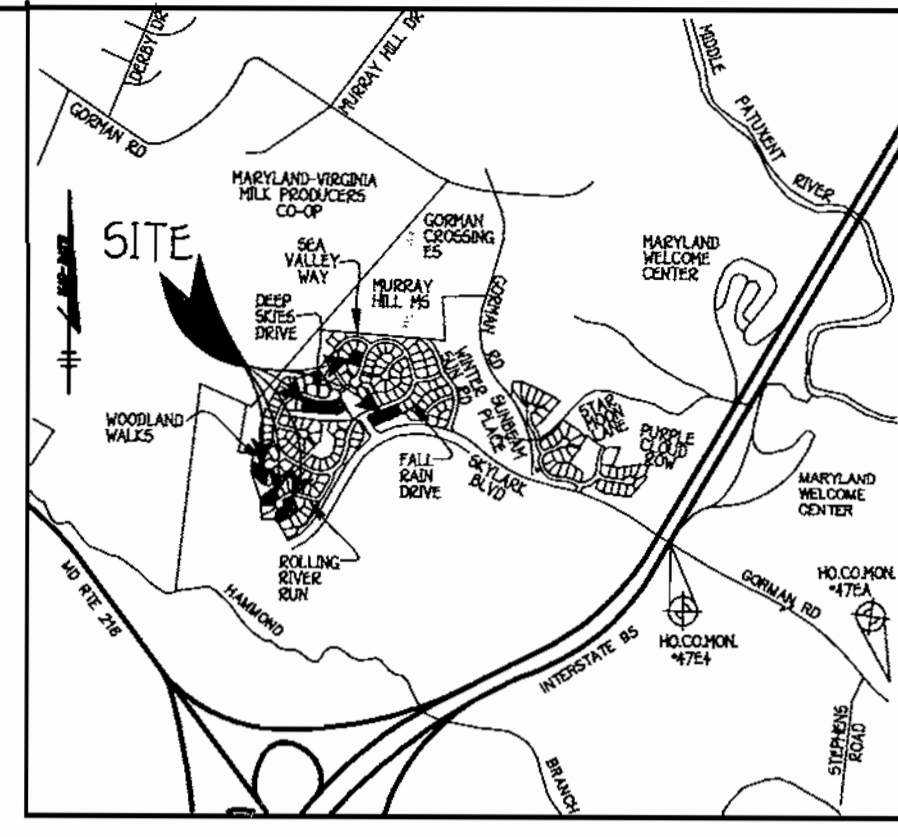 DERBY DR
MURRAY HILL DR
GORMAN RD
MIDDLE
PATUXENT
RIVER
MARYLAND-VIRGINIA
MILK PRODUCERS
CO-OP
SITE
SEA
VALLEY
WAY
GORMAN
CROSSING
ES
MARYLAND
WELCOME
CENTER
DEEP
SKIES
DRIVE
MURRAY
HILL MS
GORMAN RD
WINTER
SUN RD
SUNBEAM
PLACE
STAR
MOON
LN
PURPLE
CLOUD
ROW
WOODLAND
WALKS
FALL
RAIN
DRIVE
SKYLARK
BLVD
MARYLAND
WELCOME
CENTER
ROLLING
RIVER
RUN
HAMMOND
MD RTE 216
GORMAN RD
HO.CO.MON.
#47EA
HO.CO.MON.
#47E4
INTERSTATE 95
STEPHENS
ROAD
BRANCH